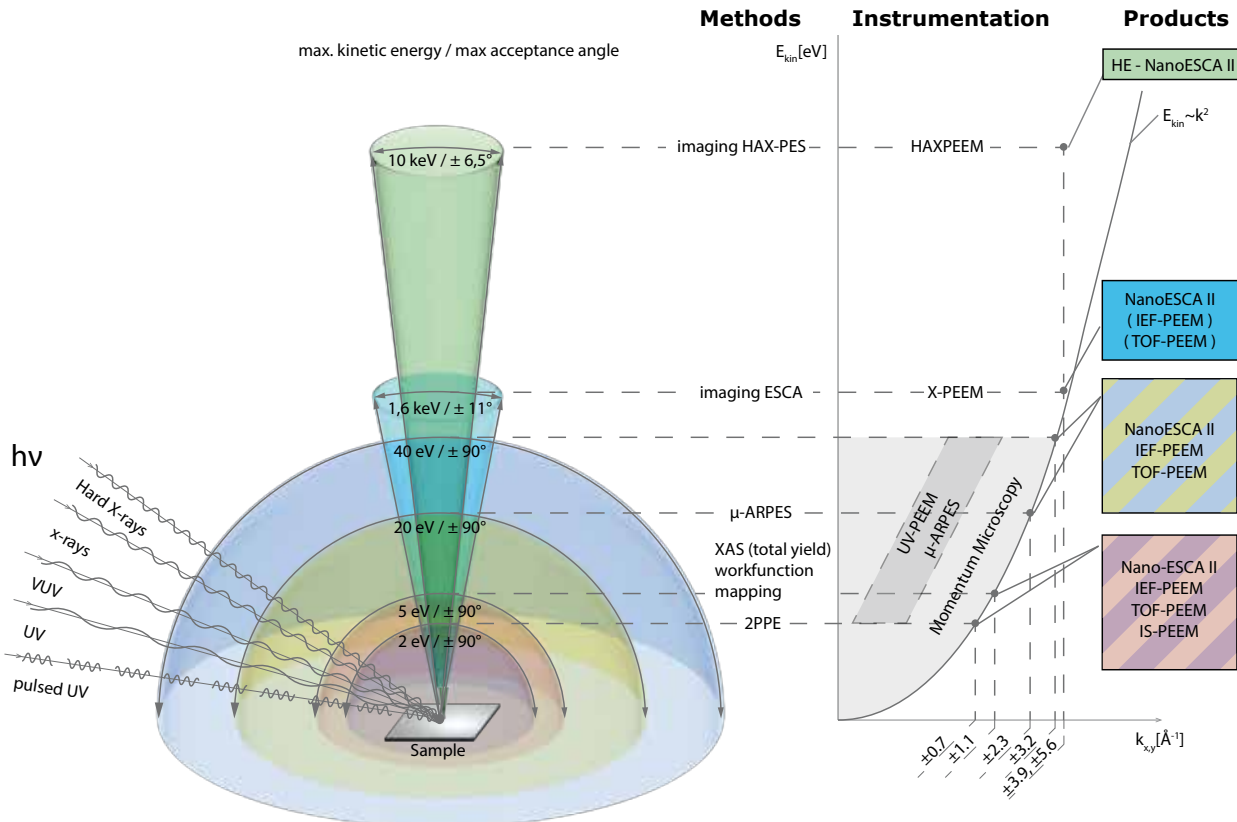 Methods
Instrumentation
Products
max. kinetic energy / max acceptance angle
E_kin[eV]
HE - NanoESCA II
E_kin~k²
10 keV / ± 6,5°
imaging HAX-PES
HAXPEEM
NanoESCA II
( IEF-PEEM )
( TOF-PEEM )
1,6 keV / ± 11°
imaging ESCA
X-PEEM
40 eV / ± 90°
NanoESCA II
IEF-PEEM
TOF-PEEM
hν
Hard X-rays
x-rays
VUV
UV
pulsed UV
20 eV / ± 90°
μ-ARPES
UV-PEEM
μ-ARPES
Momentum Microscopy
XAS (total yield)
workfunction
mapping
5 eV / ± 90°
2PPE
2 eV / ± 90°
Nano-ESCA II
IEF-PEEM
TOF-PEEM
IS-PEEM
Sample
±0.7
±1.1
±2.3
±3.2
±3.9, ±5.6
k_x,y[Å⁻¹]